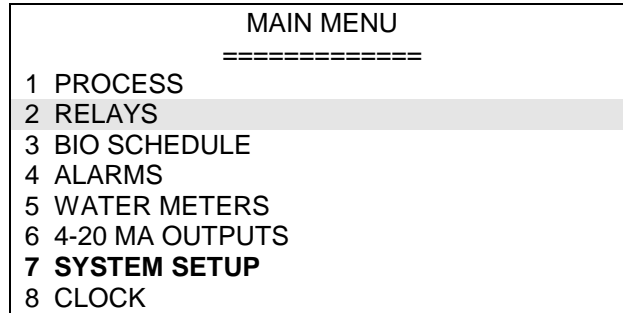 MAIN MENU
=============
1 PROCESS
2 RELAYS
3 BIO SCHEDULE
4 ALARMS
5 WATER METERS
6 4-20 MA OUTPUTS
7 SYSTEM SETUP
8 CLOCK